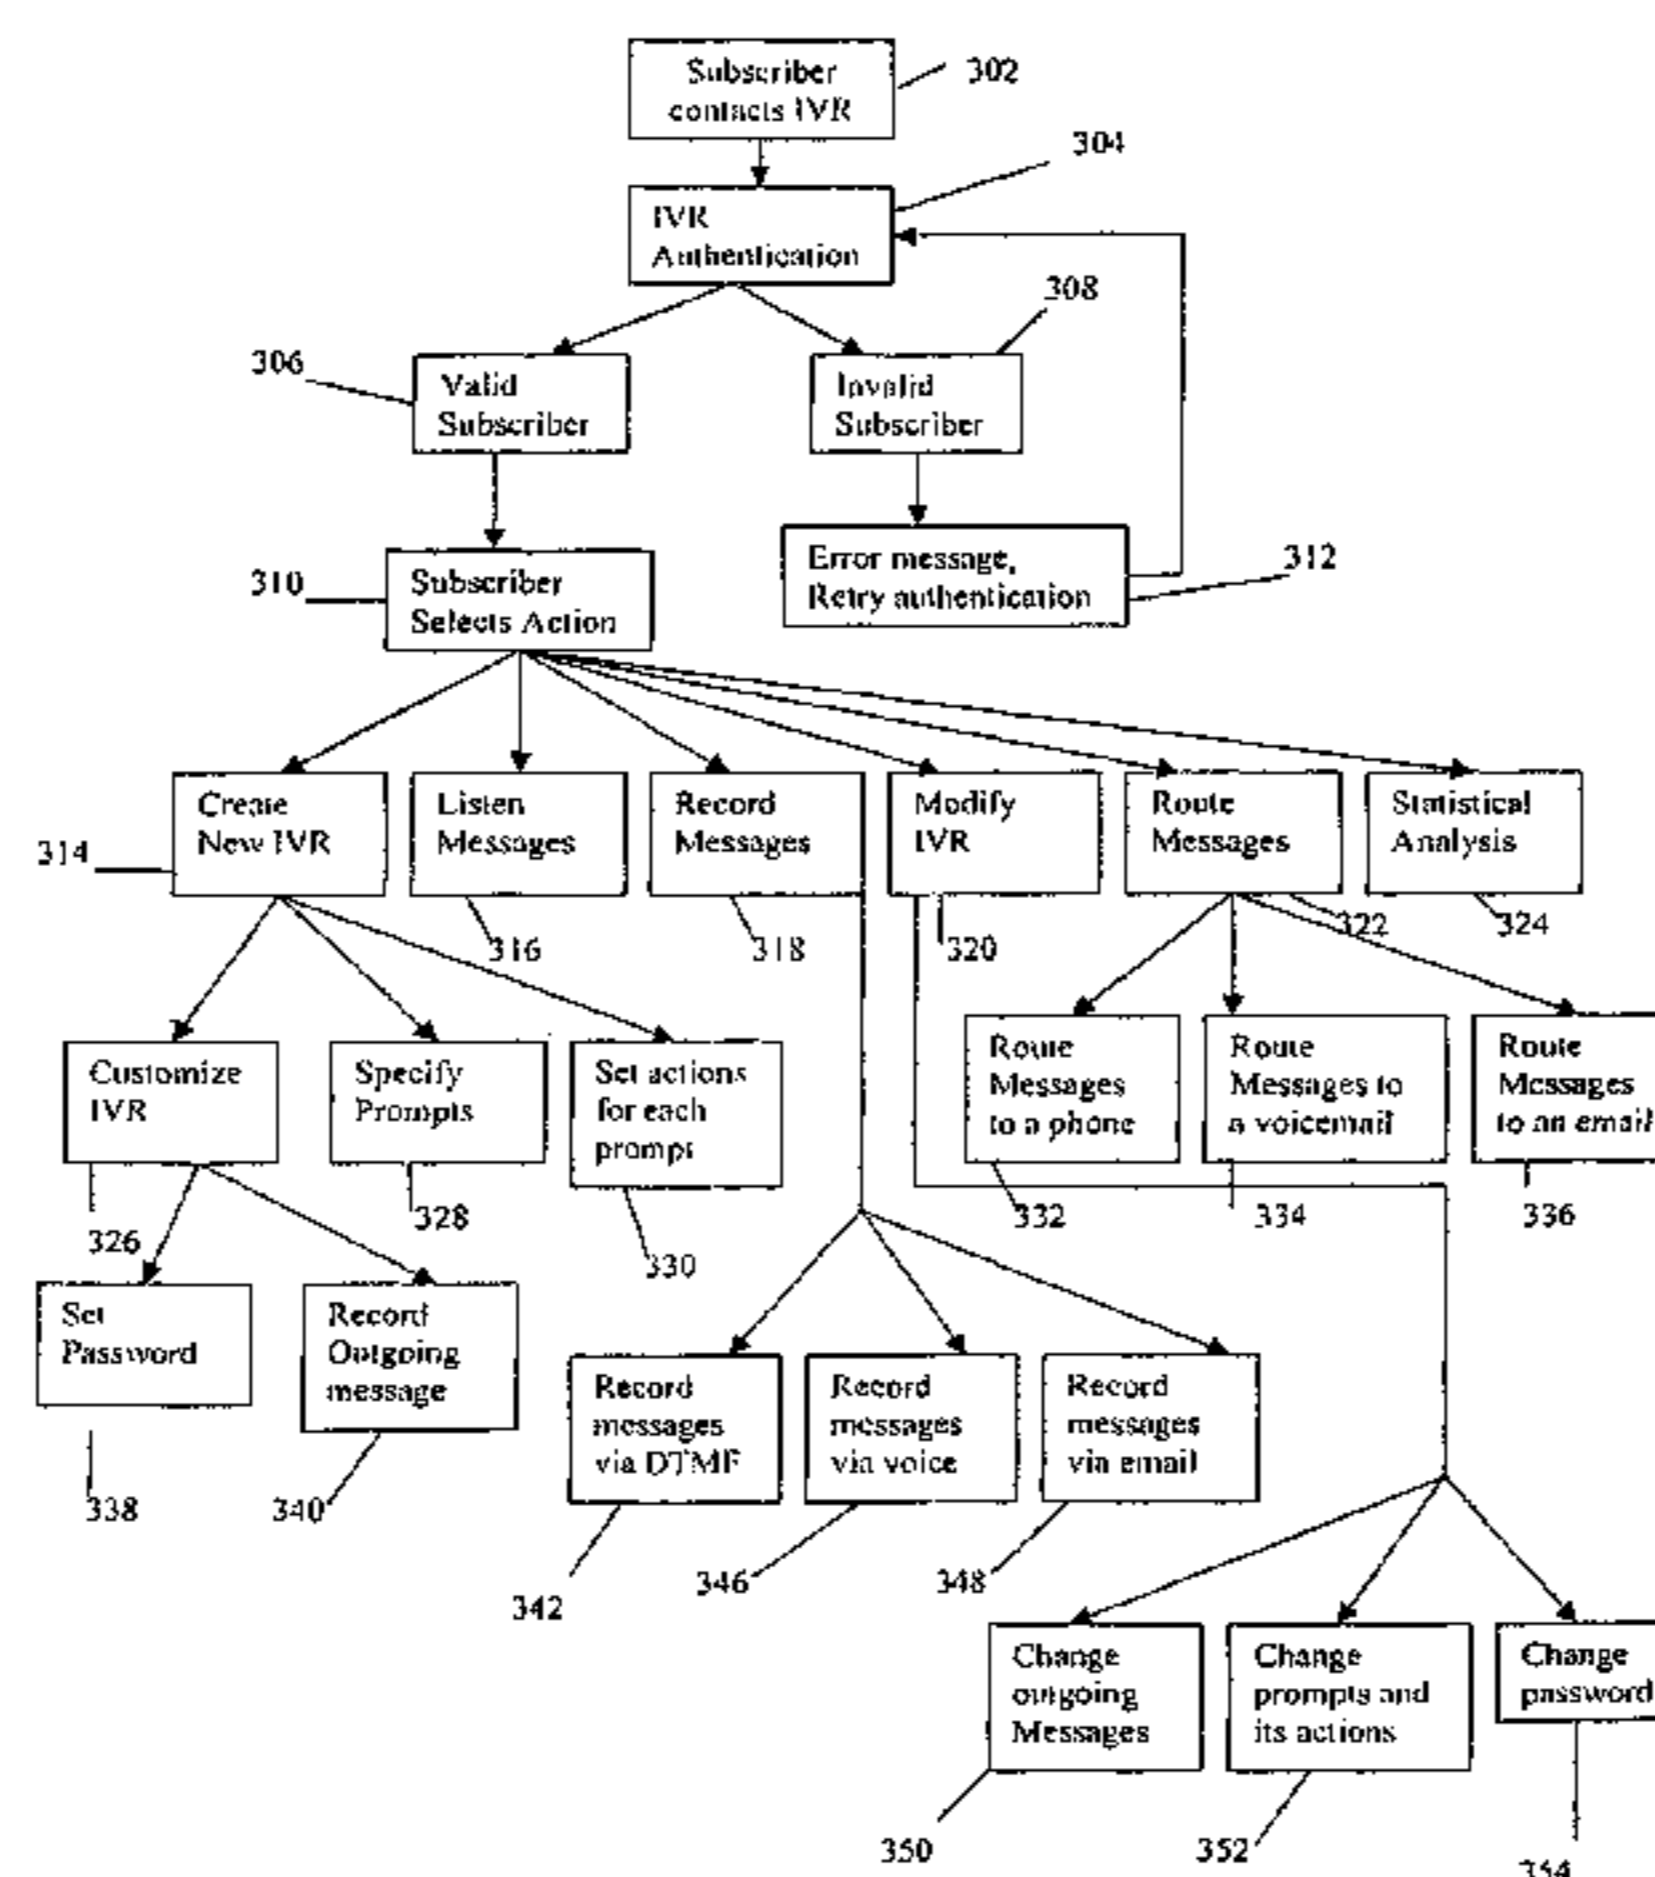 Subscriber
contacts IVR
302
304
IVR
Authentication
308
306
Valid
Subscriber
Invalid
Subscriber
310
Subscriber
Selects Action
Error message,
Retry authentication
312
314
Create
New IVR
Listen
Messages
Record
Messages
Modify
IVR
Route
Messages
Statistical
Analysis
316
318
320
322
324
Customize
IVR
Specify
Prompts
Set actions
for each
prompt
Route
Messages
to a phone
Route
Messages to
a voicemail
Route
Messages
to an email
326
328
330
332
334
336
Set
Password
Record
Outgoing
message
Record
messages
via DTMF
Record
messages
via voice
Record
messages
via email
338
340
342
346
348
Change
outgoing
Messages
Change
prompts and
its actions
Change
password
350
352
354